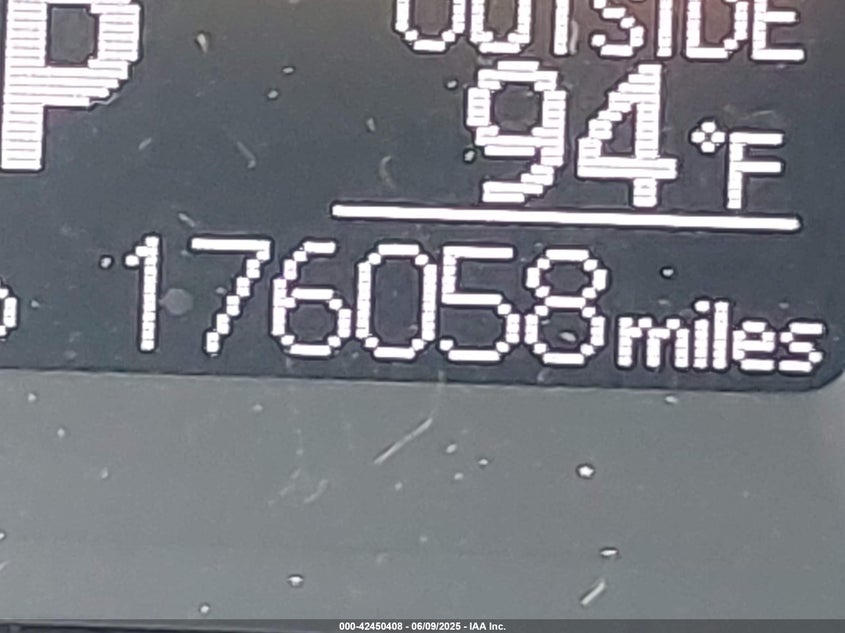 P
OUTSIDE
94°F
176058 miles
000-42450408 - 06/09/2025 - IAA Inc.